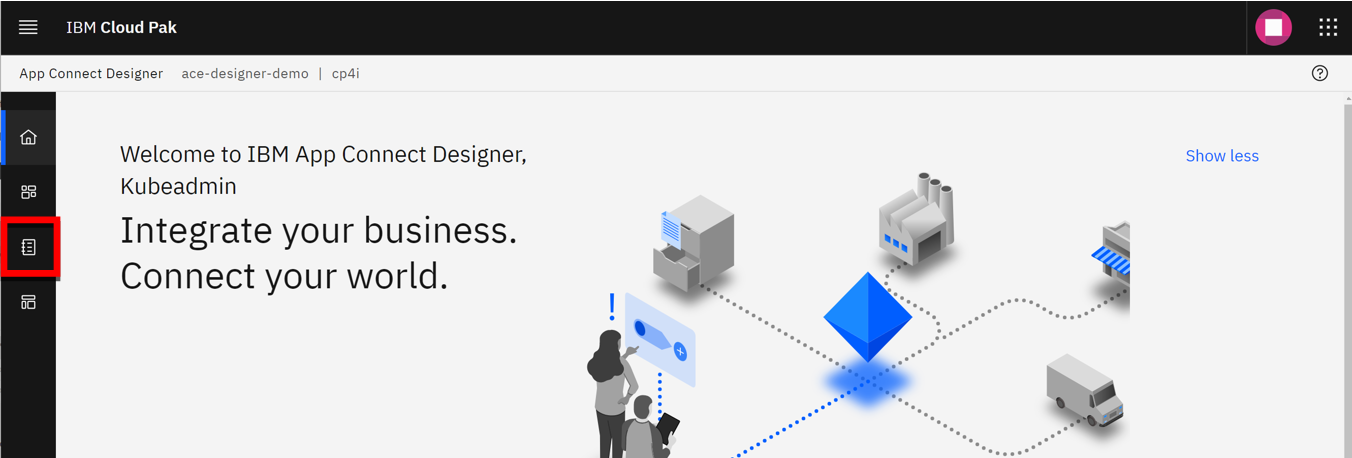 IBM Cloud Pak
App Connect Designer ace-designer-demo | cp4i
Welcome to IBM App Connect Designer,
Kubeadmin
Show less
Integrate your business.
Connect your world.